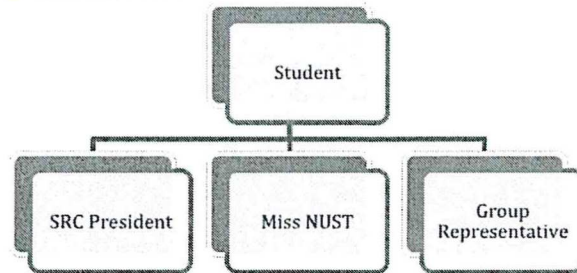 Student
SRC President
Miss NUST
Group
Representative